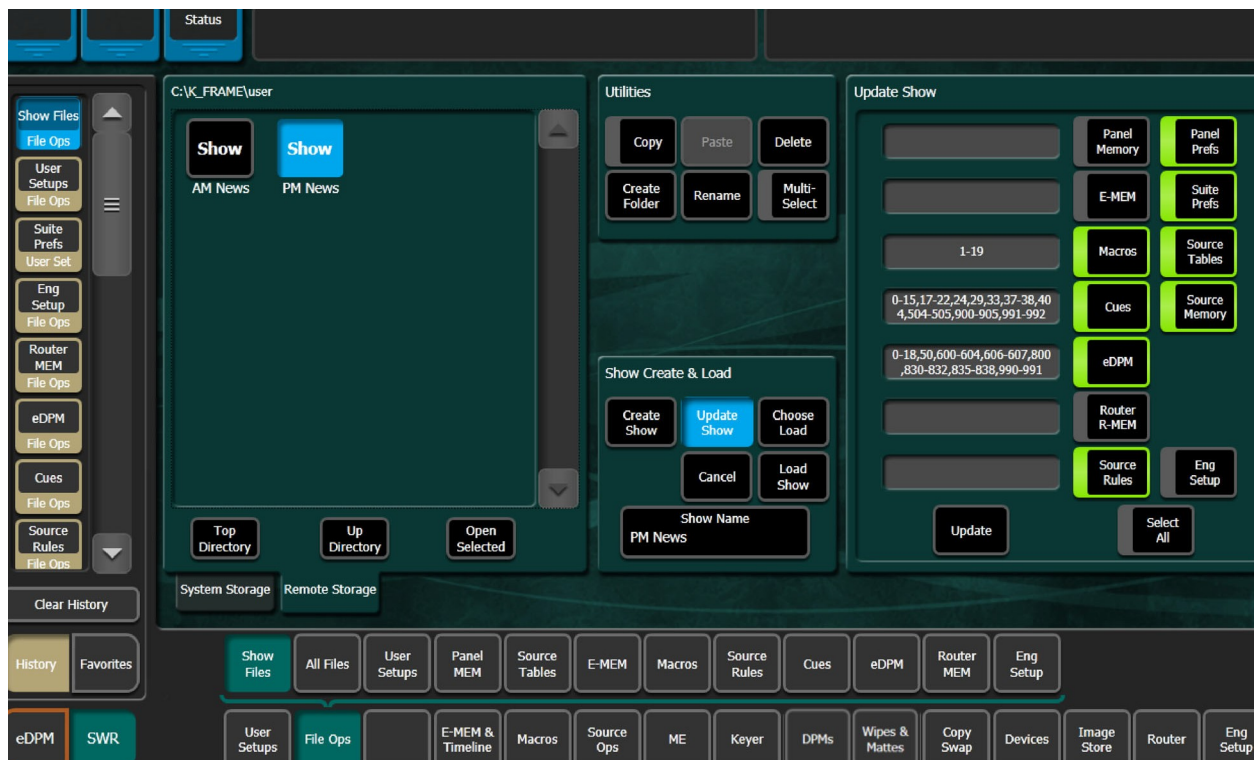 Status
Show Files
File Ops
User
Setups
File Ops
Suite
Prefs
User Set
Eng
Setup
File Ops
Router
MEM
File Ops
eDPM
File Ops
Cues
File Ops
Source
Rules
File Ops
Clear History
History
Favorites
C:\K_FRAME\user
Show
Show
AM News
PM News
Top
Directory
Up
Directory
Open
Selected
System Storage
Remote Storage
Utilities
Copy
Paste
Delete
Create
Folder
Rename
Multi-
Select
Show Create & Load
Create
Show
Update
Show
Choose
Load
Cancel
Load
Show
Show Name
PM News
Update Show
Panel
Memory
Panel
Prefs
E-MEM
Suite
Prefs
1-19
Macros
Source
Tables
0-15,17-22,24,29,33,37-38,40
4,504-505,900-905,991-992
Cues
Source
Memory
0-18,50,600-604,606-607,800
,830-832,835-838,990-991
eDPM
Router
R-MEM
Source
Rules
Eng
Setup
Update
Select
All
Show
Files
All Files
User
Setups
Panel
MEM
Source
Tables
E-MEM
Macros
Source
Rules
Cues
eDPM
Router
MEM
Eng
Setup
eDPM
SWR
User
Setups
File Ops
E-MEM &
Timeline
Macros
Source
Ops
ME
Keyer
DPMs
Wipes &
Mattes
Copy
Swap
Devices
Image
Store
Router
Eng
Setup